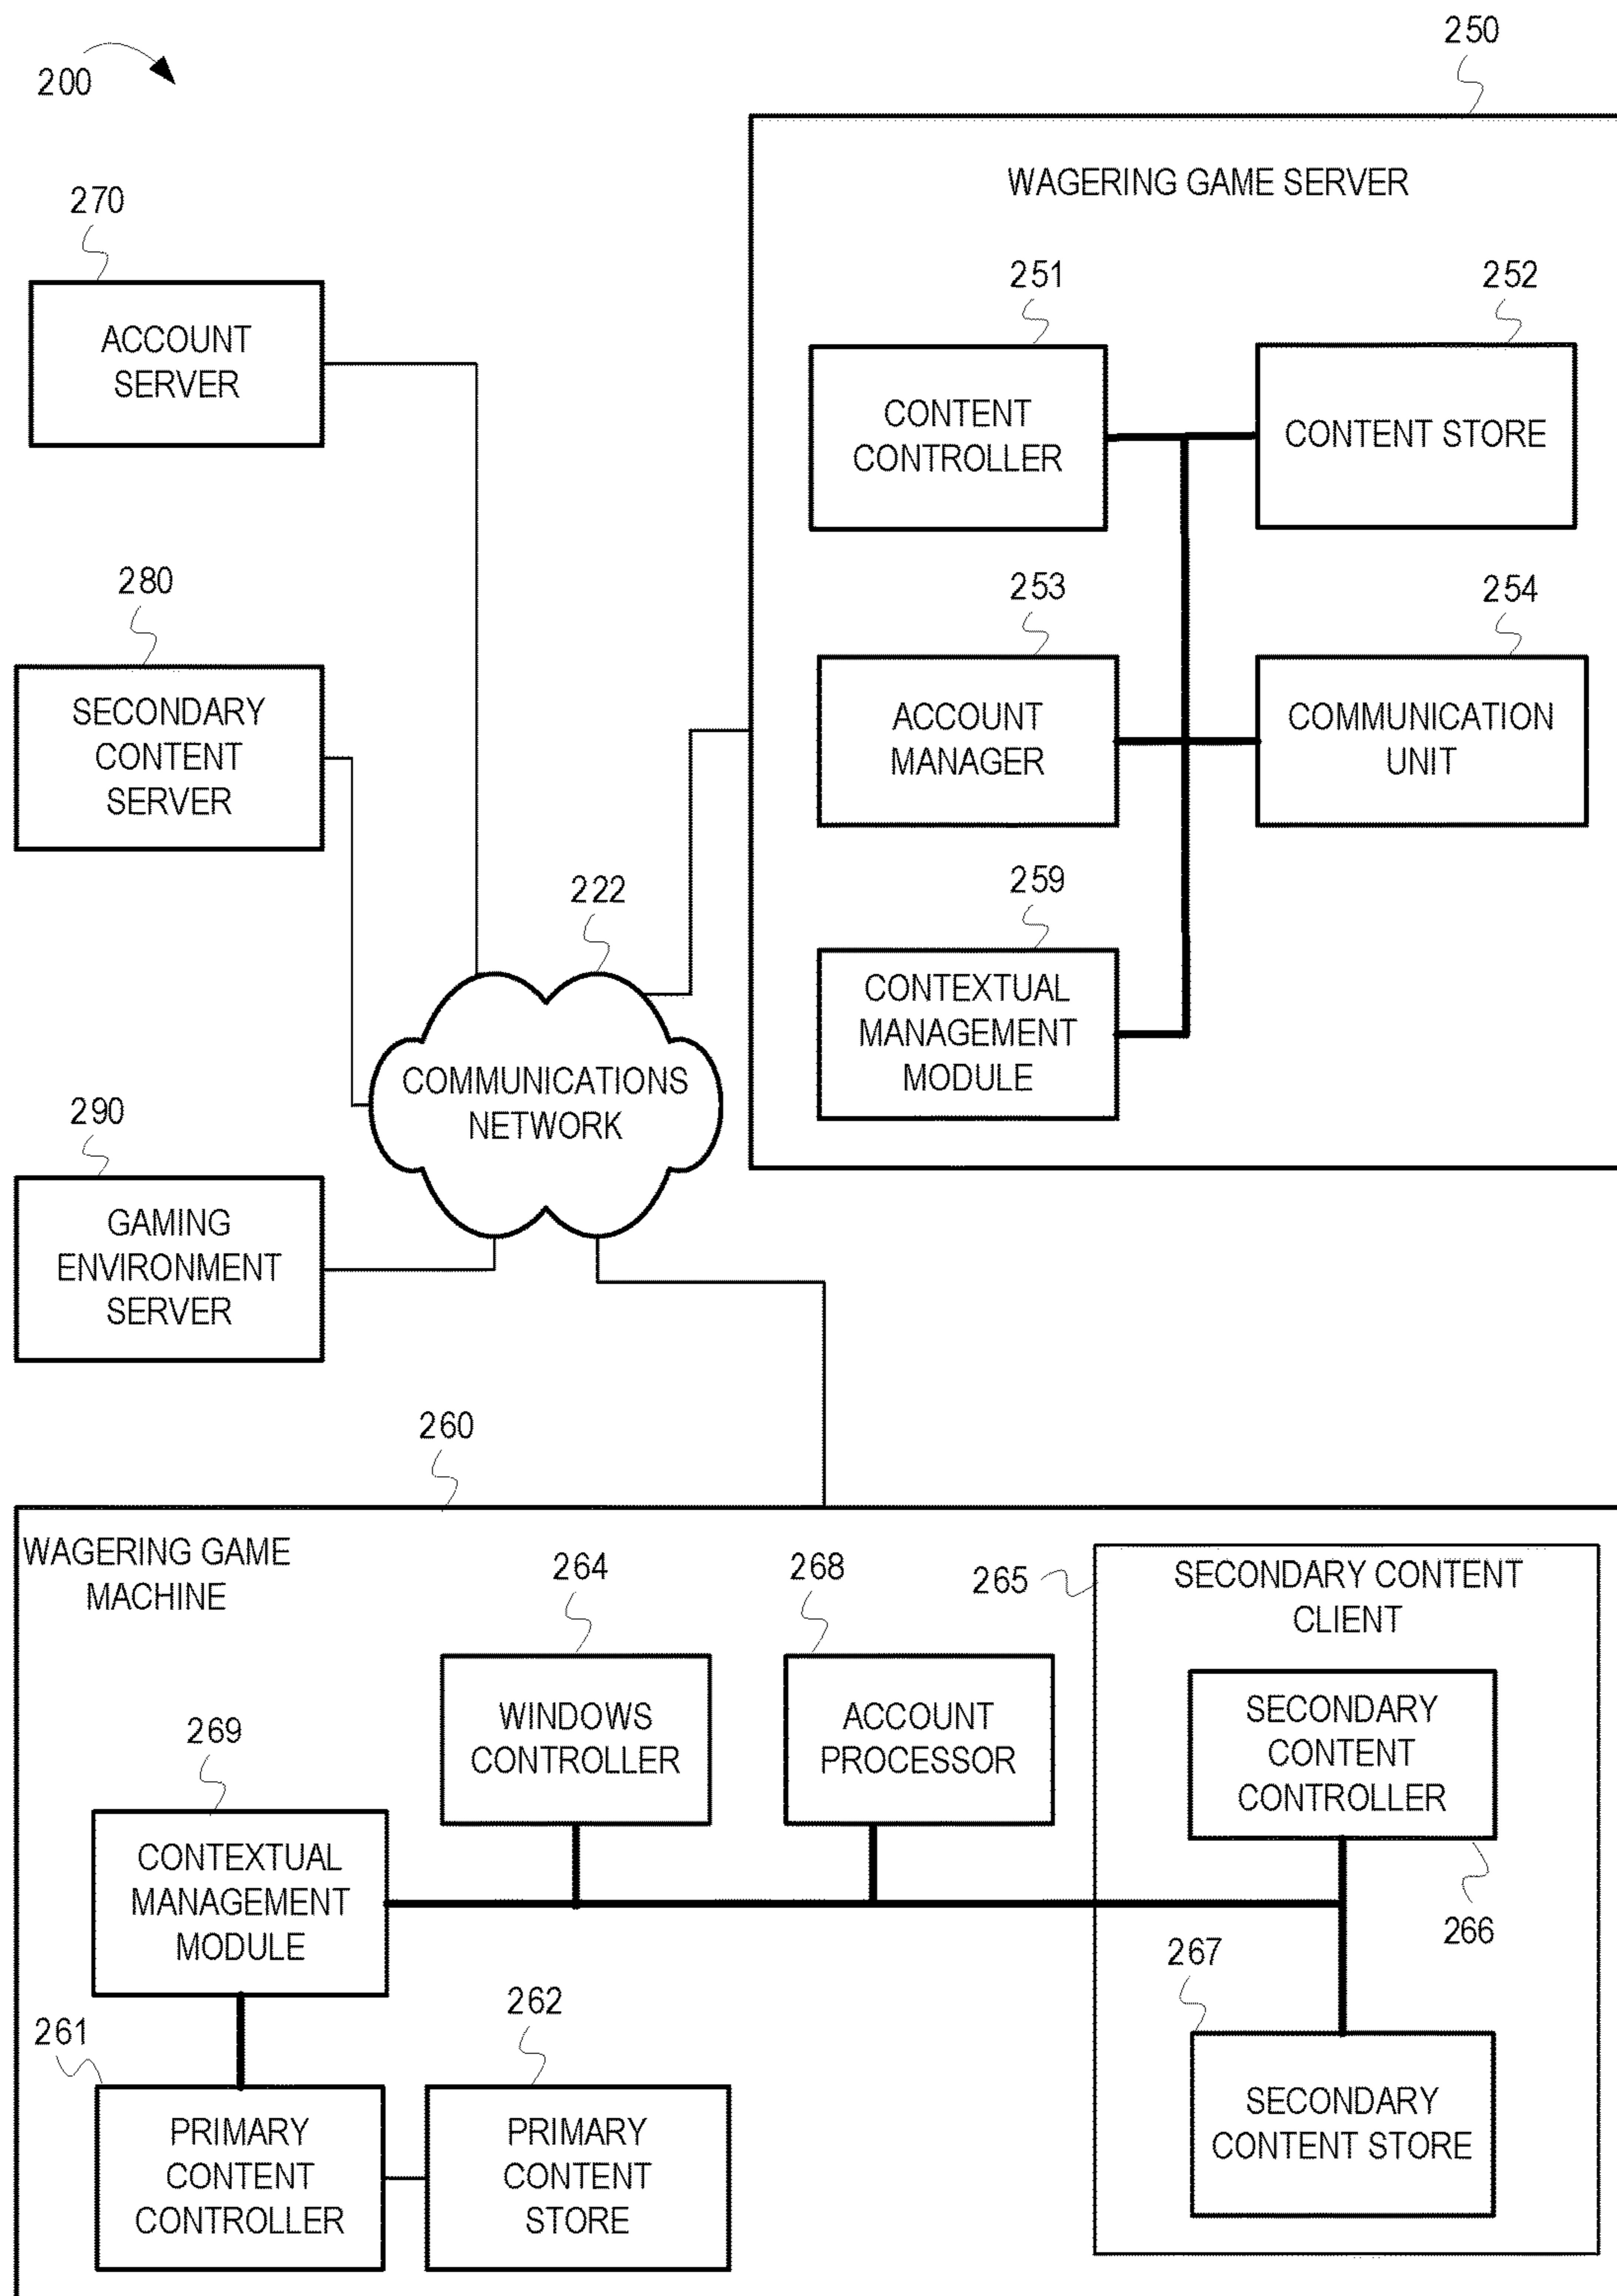 200
250
WAGERING GAME SERVER
270
ACCOUNT
SERVER
251
252
CONTENT
CONTROLLER
CONTENT STORE
280
SECONDARY
CONTENT
SERVER
253
254
ACCOUNT
MANAGER
COMMUNICATION
UNIT
222
COMMUNICATIONS
NETWORK
259
CONTEXTUAL
MANAGEMENT
MODULE
290
GAMING
ENVIRONMENT
SERVER
260
WAGERING GAME
MACHINE
264
WINDOWS
CONTROLLER
268
ACCOUNT
PROCESSOR
265
SECONDARY CONTENT
CLIENT
SECONDARY
CONTENT
CONTROLLER
266
269
CONTEXTUAL
MANAGEMENT
MODULE
267
SECONDARY
CONTENT STORE
261
PRIMARY
CONTENT
CONTROLLER
262
PRIMARY
CONTENT
STORE